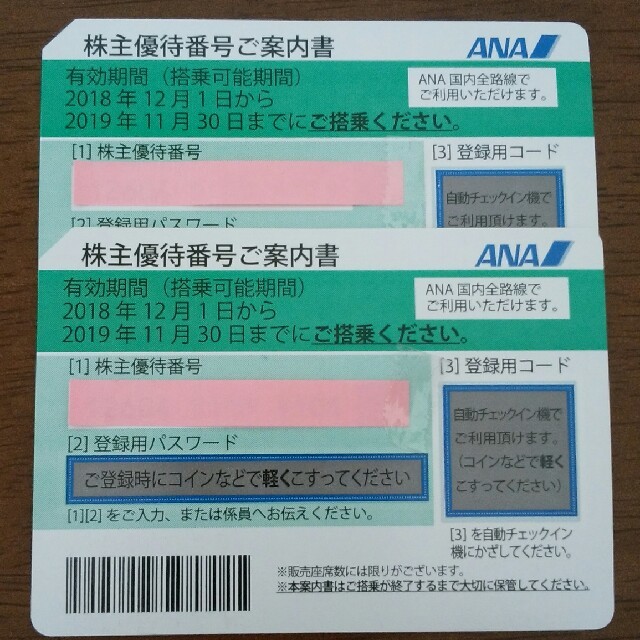 株主優待番号ご案内書
ANA
有効期間（搭乗可能期間）
2018 年 12 月 1 日から
2019 年 11 月 30 日までにご搭乗ください。
ANA 国内全路線で
ご利用いただけます。
[1] 株主優待番号
[3] 登録用コード
自動チェックイン機で
ご利用頂けます。
[2] 登録用パスワード
株主優待番号ご案内書
ANA
有効期間（搭乗可能期間）
2018 年 12 月 1 日から
2019 年 11 月 30 日までにご搭乗ください。
ANA 国内全路線で
ご利用いただけます。
[1] 株主優待番号
[2] 登録用パスワード
ご登録時にコインなどで軽くこすってください
[1][2] をご入力、または係員へお伝えください。
[3] 登録用コード
自動チェックイン機で
ご利用頂けます。
（コインなどで軽く
こすってください）
[3] を自動チェックイン
機にかざしてください。
※販売座席数には限りがございます。
※本案内書はご搭乗が終了するまで大切に保管してください。